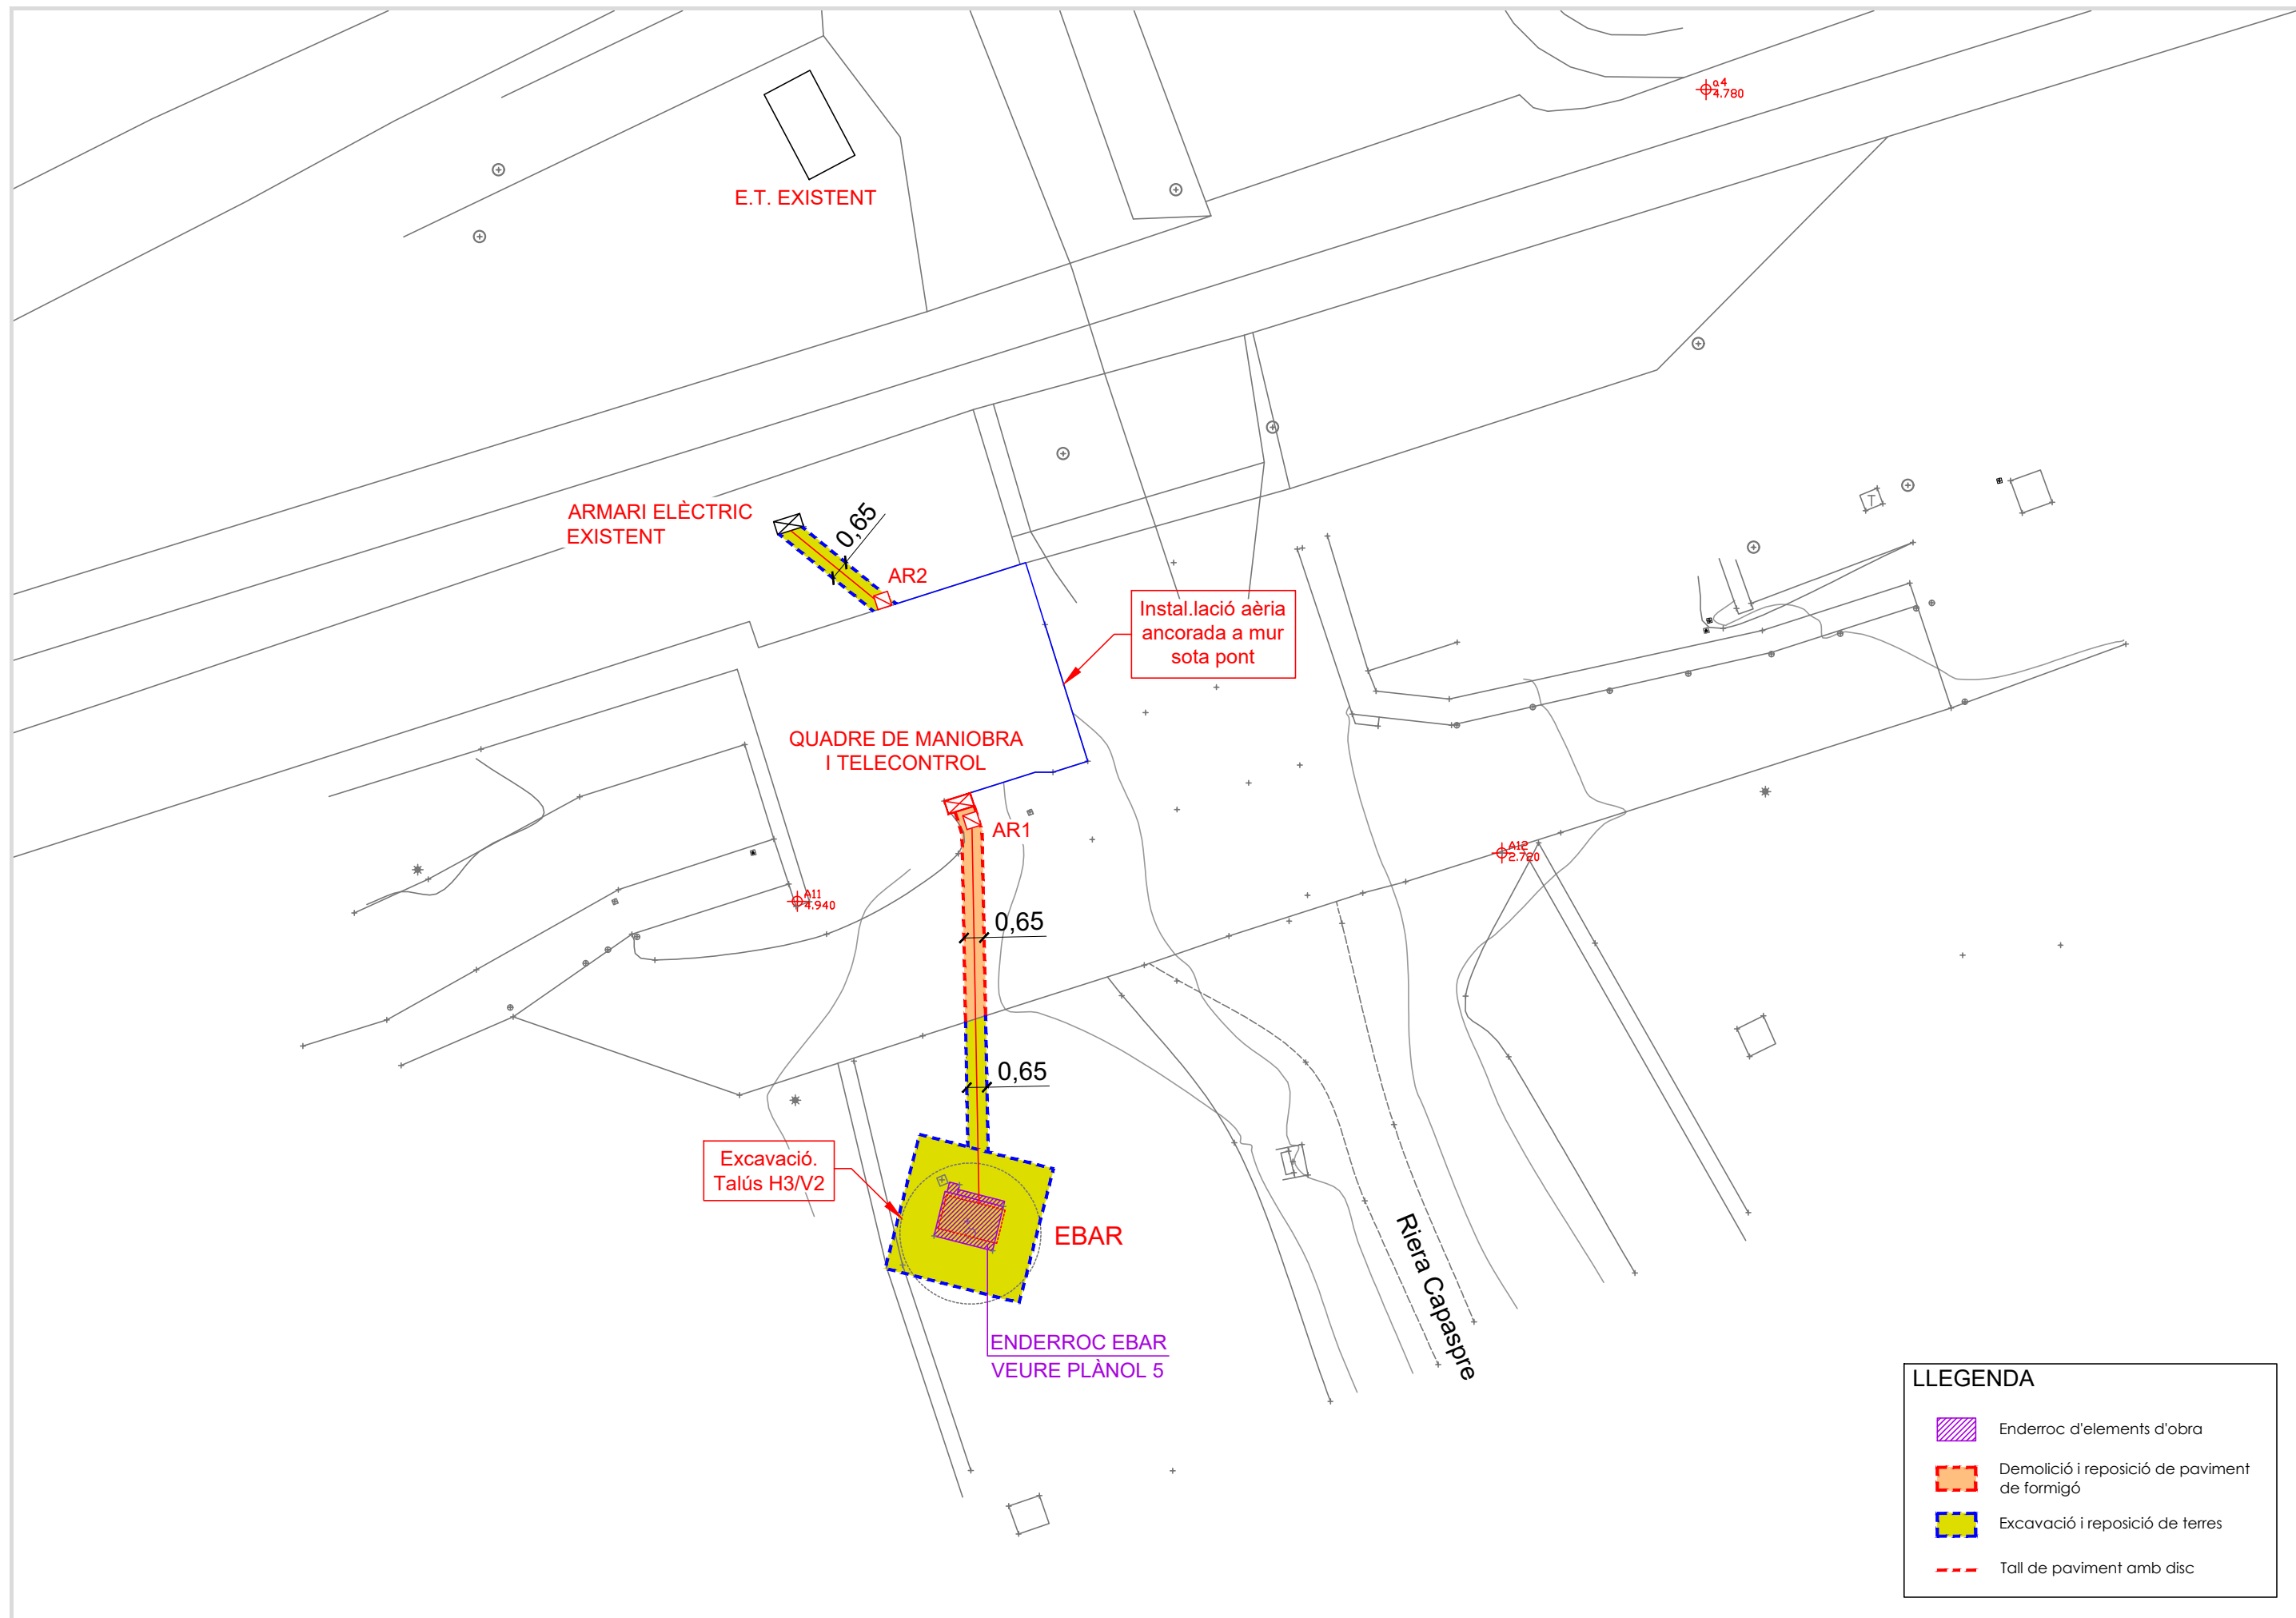 a4
4.780
E.T. EXISTENT
ARMARI ELÈCTRIC
EXISTENT
0,65
AR2
T
Instal.lació aèria
ancorada a mur
sota pont
QUADRE DE MANIOBRA
I TELECONTROL
AR1
A12
2.720
A11
4.940
0,65
0,65
Excavació.
Talús H3/V2
EBAR
Riera Capaspre
ENDERROC EBAR
VEURE PLÀNOL 5
LLEGENDA
Enderroc d'elements d'obra
Demolició i reposició de paviment
de formigó
Excavació i reposició de terres
Tall de paviment amb disc